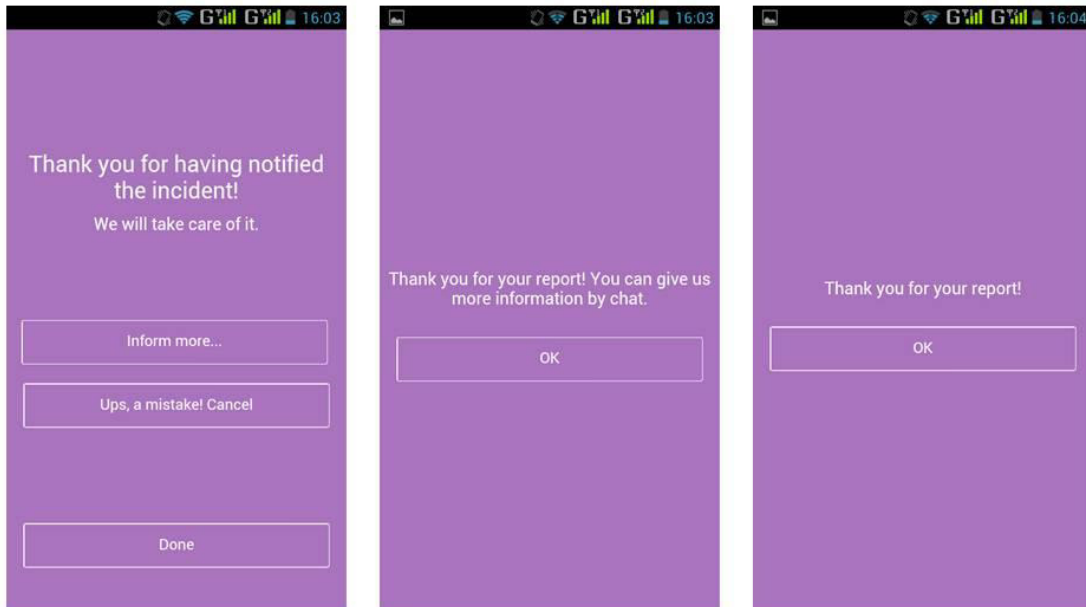 G G 16:03
Thank you for having notified
the incident!
We will take care of it.
Inform more...
Ups, a mistake! Cancel
Done
G G 16:03
Thank you for your report! You can give us
more information by chat.
OK
G G 16:04
Thank you for your report!
OK